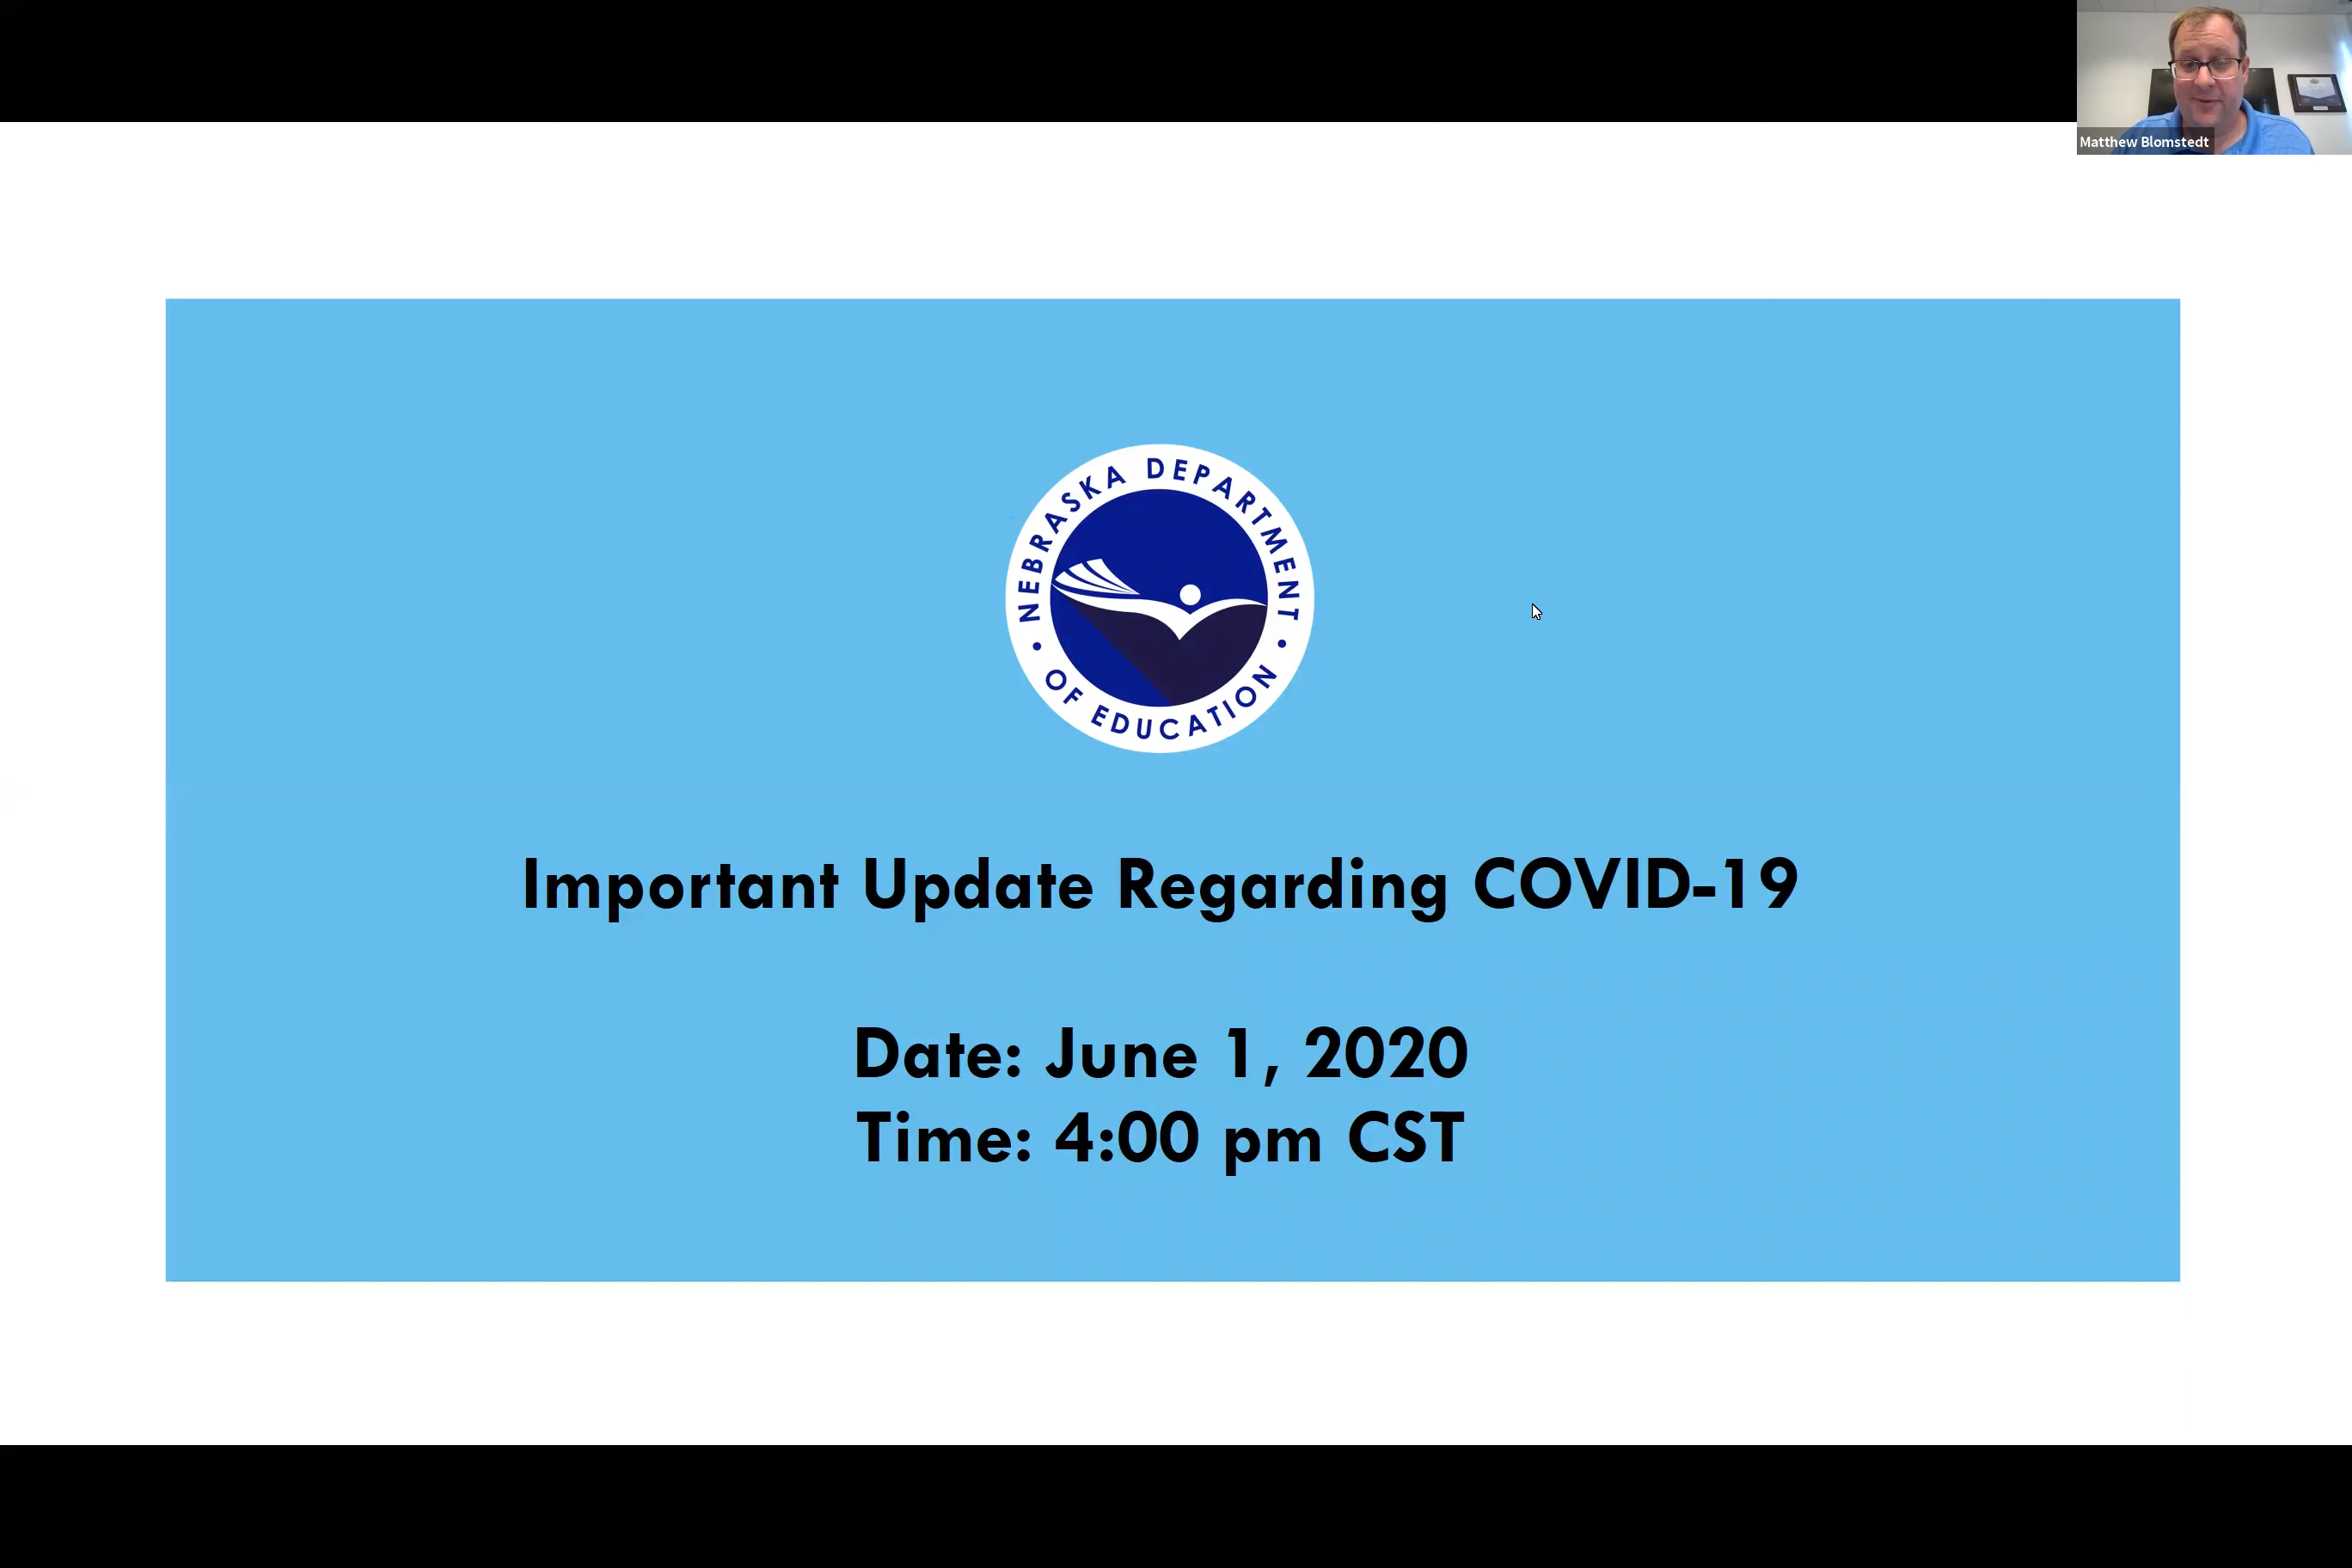 Matthew Blomstedt
NEBRASKA DEPARTMENT
• OF EDUCATION •
Important Update Regarding COVID-19
Date: June 1, 2020
Time: 4:00 pm CST